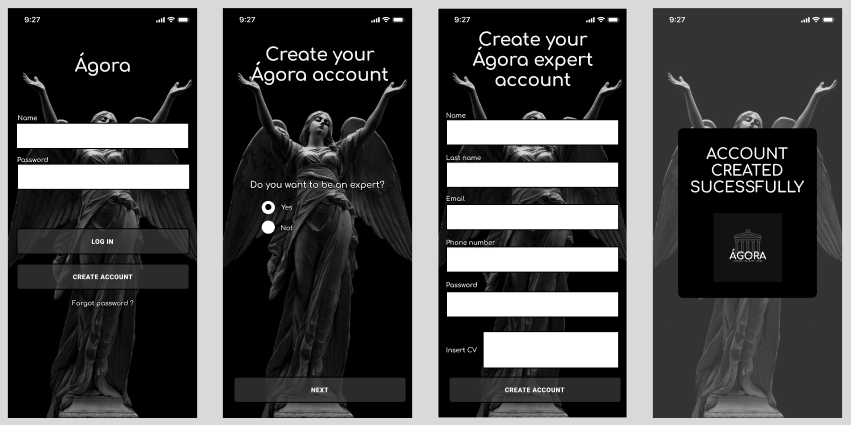 9:27
Ágora
Name
Password
LOG IN
CREATE ACCOUNT
Forgot password ?
9:27
Create your
Ágora account
Do you want to be an expert?
Yes
Not
NEXT
9:27
Create your
Ágora expert
account
Name
Last name
Email
Phone number
Password
Insert CV
CREATE ACCOUNT
9:27
ACCOUNT
CREATED
SUCESSFULLY
ÁGORA